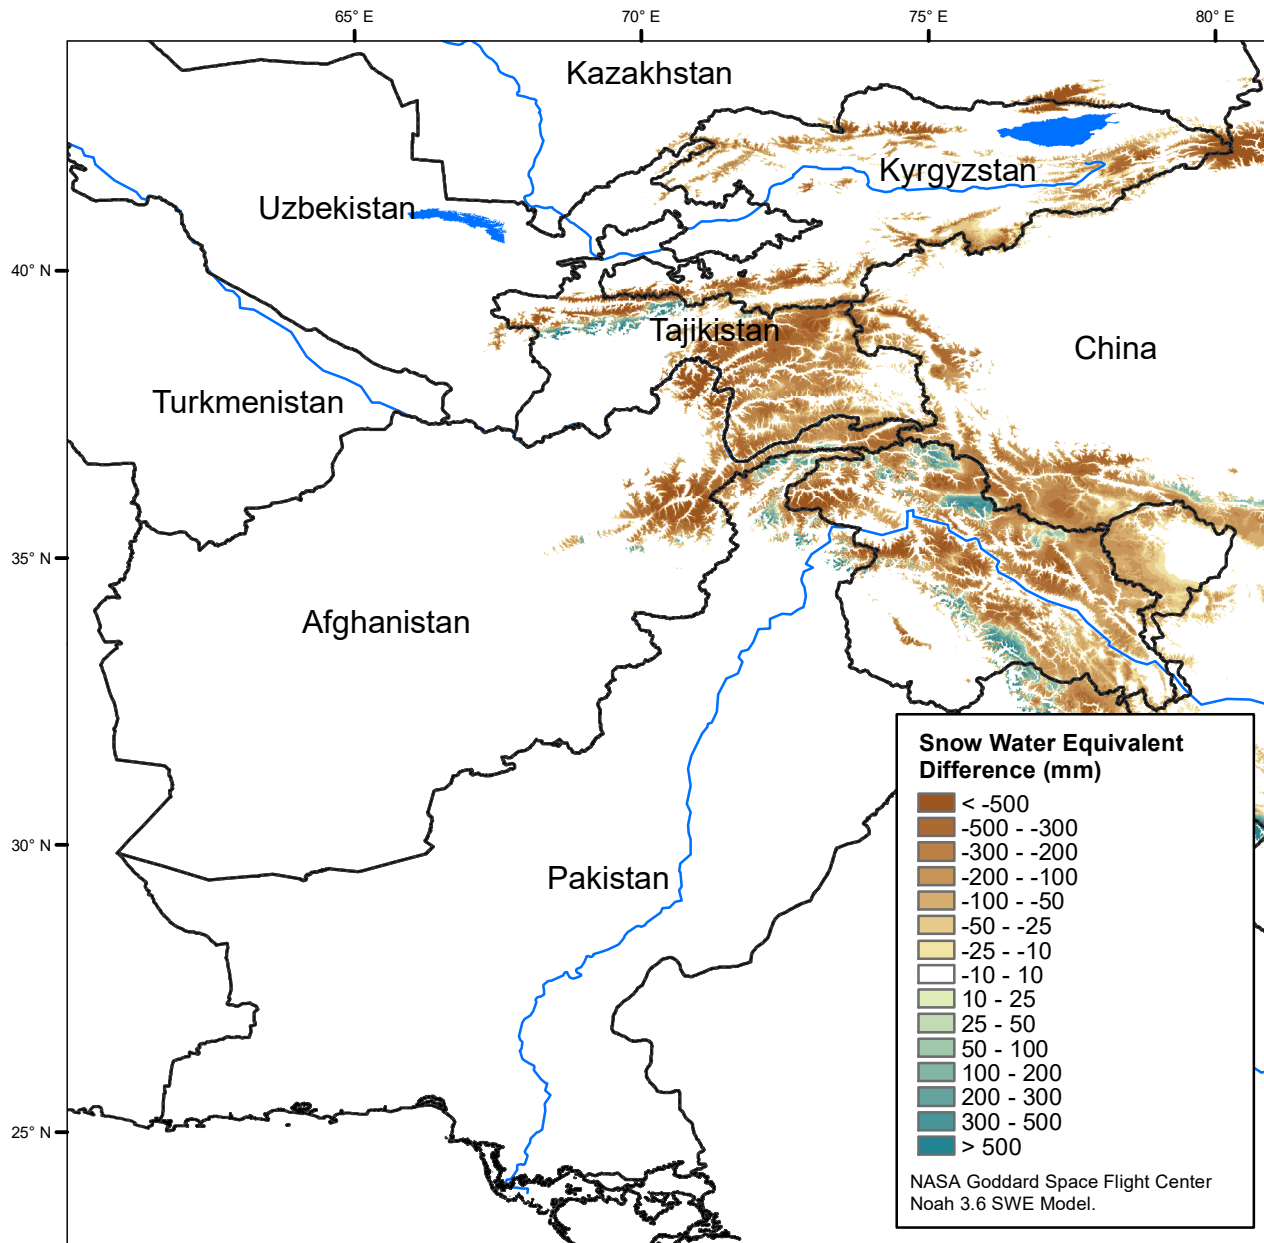 65° E
70° E
75° E
80° E
Kazakhstan
Kyrgyzstan
Uzbekistan
40° N
Tajikistan
China
Turkmenistan
35° N
Afghanistan
30° N
Pakistan
25° N
Snow Water Equivalent
Difference (mm)
< -500
-500 - -300
-300 - -200
-200 - -100
-100 - -50
-50 - -25
-25 - -10
-10 - 10
10 - 25
25 - 50
50 - 100
100 - 200
200 - 300
300 - 500
> 500
NASA Goddard Space Flight Center
Noah 3.6 SWE Model.